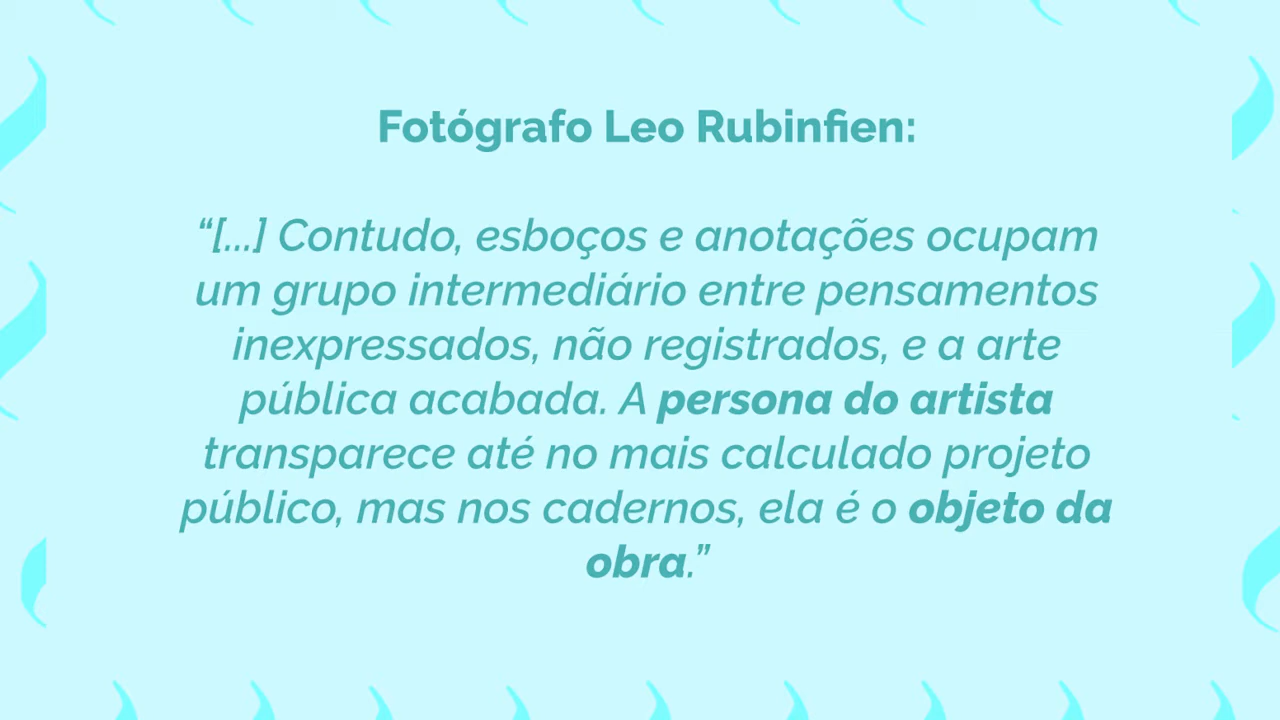 Fotógrafo Leo Rubinfien:
“[...] Contudo, esboços e anotações ocupam
um grupo intermediário entre pensamentos
inexpressados, não registrados, e a arte
pública acabada. A persona do artista
transparece até no mais calculado projeto
público, mas nos cadernos, ela é o objeto da
obra.”